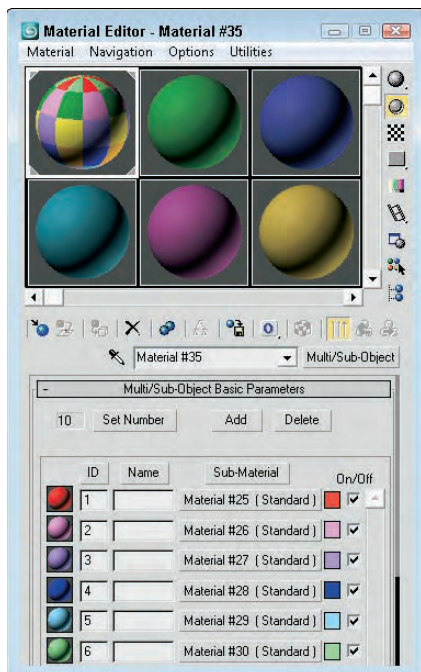 Material Editor - Material #35
Material Navigation Options Utilities
Material #35 Multi/Sub-Object
- Multi/Sub-Object Basic Parameters
10 Set Number Add Delete
ID Name Sub-Material On/Off
1 Material #25 ( Standard )
2 Material #26 ( Standard )
3 Material #27 ( Standard )
4 Material #28 ( Standard )
5 Material #29 ( Standard )
6 Material #30 ( Standard )